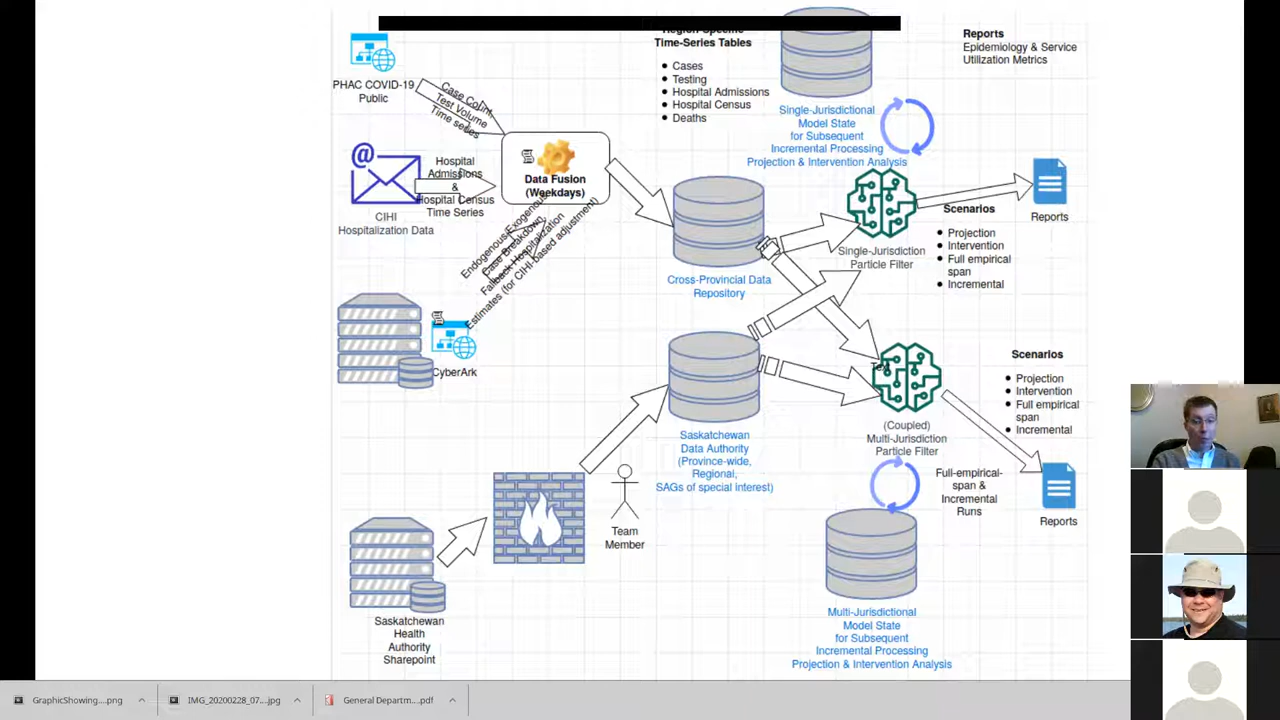 Region-Specific
Time-Series Tables
Cases
Testing
Hospital Admissions
Hospital Census
Deaths
Reports
Epidemiology & Service
Utilization Metrics
PHAC COVID-19
Public
Case Count,
Test Volume
Time series
Single-Jurisdictional
Model State
for Subsequent
Incremental Processing
Projection & Intervention Analysis
@
CIHI
Hospitalization Data
Hospital
Admissions
&
Hospital Census
Time Series
Data Fusion
(Weekdays)
Endogenous/Exogenous
Case Breakdown,
Fallback Hospitalization
Estimates (for CIHI-based adjustment)
CyberArk
Cross-Provincial Data
Repository
Single-Jurisdiction
Particle Filter
Scenarios
Projection
Intervention
Full empirical
span
Incremental
Reports
Saskatchewan
Data Authority
(Province-wide,
Regional,
SAGs of special interest)
(Coupled)
Multi-Jurisdiction
Particle Filter
Scenarios
Projection
Intervention
Full empirical
span
Incremental
Full-empirical-
span &
Incremental
Runs
Reports
Team
Member
Saskatchewan
Health
Authority
Sharepoint
Multi-Jurisdictional
Model State
for Subsequent
Incremental Processing
Projection & Intervention Analysis
GraphicShowing....png
IMG_20200228_07...jpg
General Departm...pdf